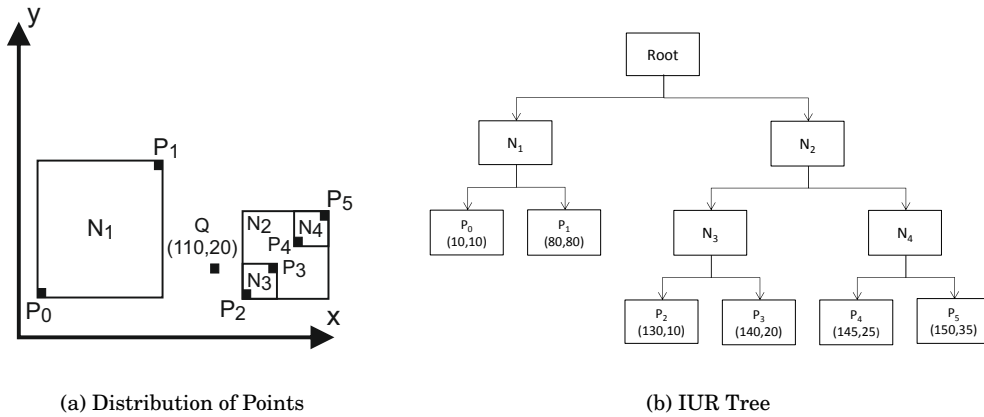 y
P1
N1
Q
(110,20)
N2
P5
N4
P4
P3
N3
P0
P2
x
(a) Distribution of Points
Root
N1
N2
P0
(10,10)
P1
(80,80)
N3
N4
P2
(130,10)
P3
(140,20)
P4
(145,25)
P5
(150,35)
(b) IUR Tree